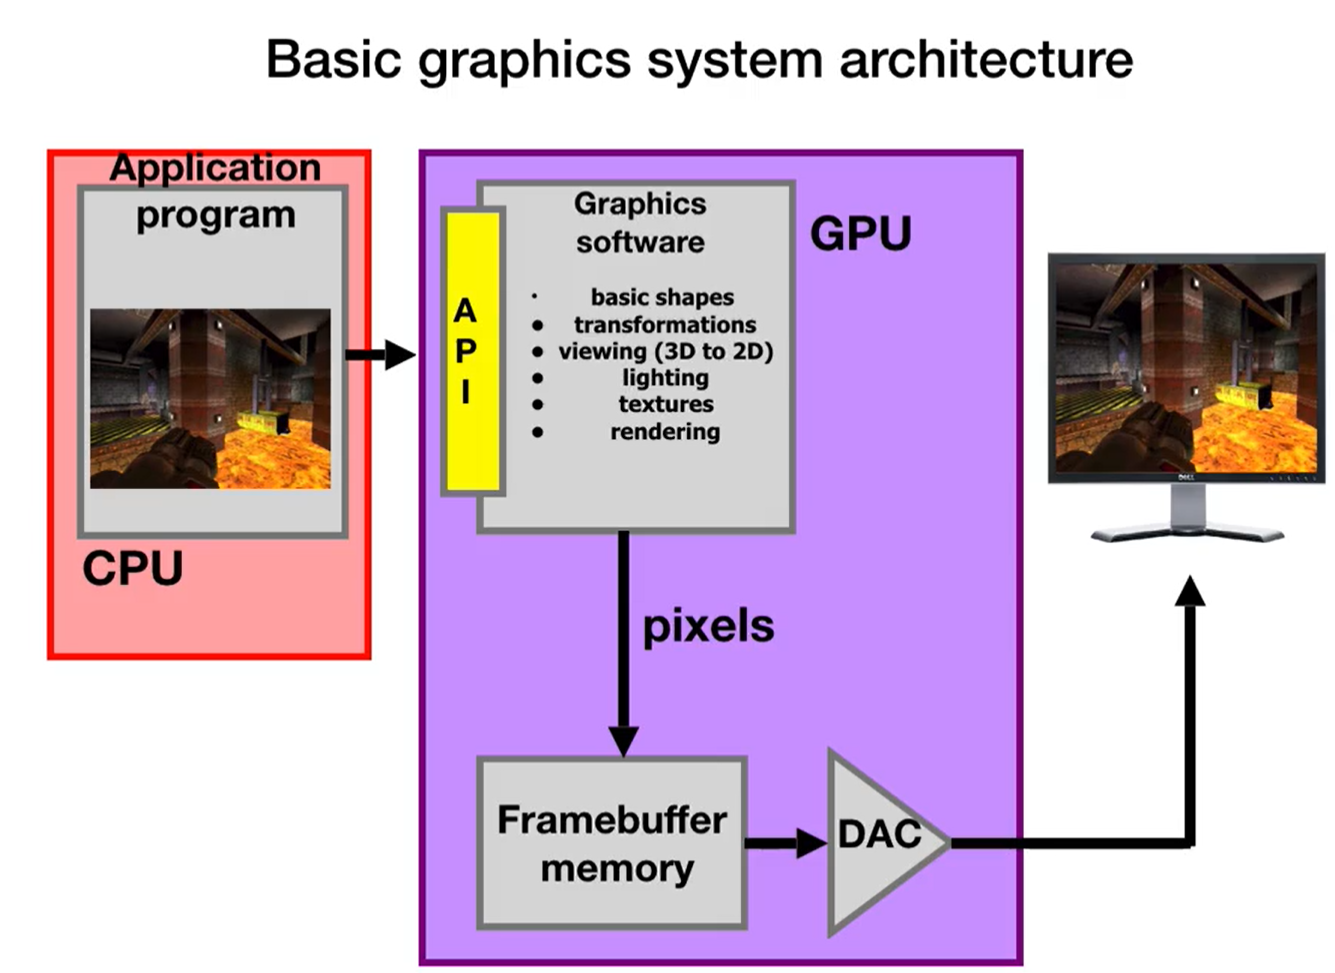 Basic graphics system architecture
Application
program
CPU
A
P
I
Graphics
software
· basic shapes
● transformations
● viewing (3D to 2D)
● lighting
● textures
● rendering
GPU
pixels
Framebuffer
memory
DAC
DELL